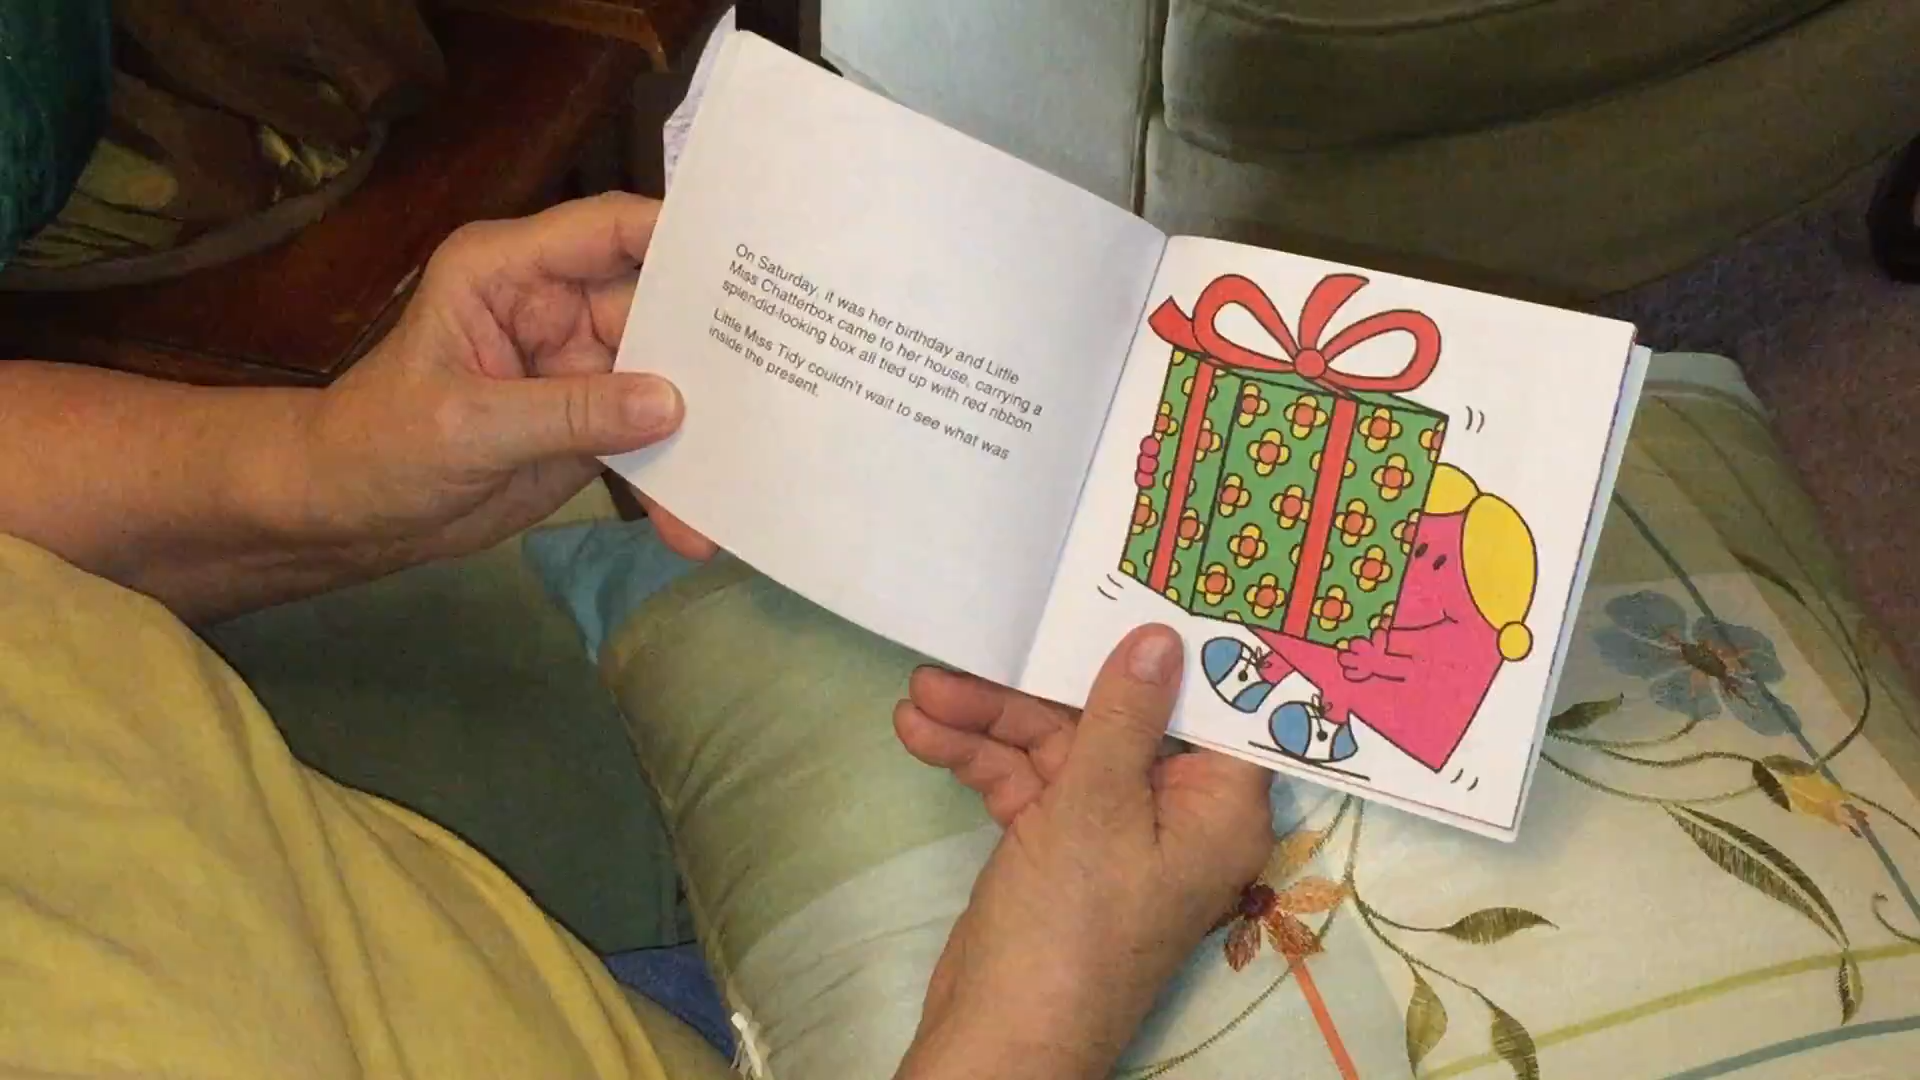 On Saturday, it was her birthday and Little
Miss Chatterbox came to her house, carrying a
splendid-looking box all tied up with red ribbon
Little Miss Tidy couldn't wait to see what was
inside the present.